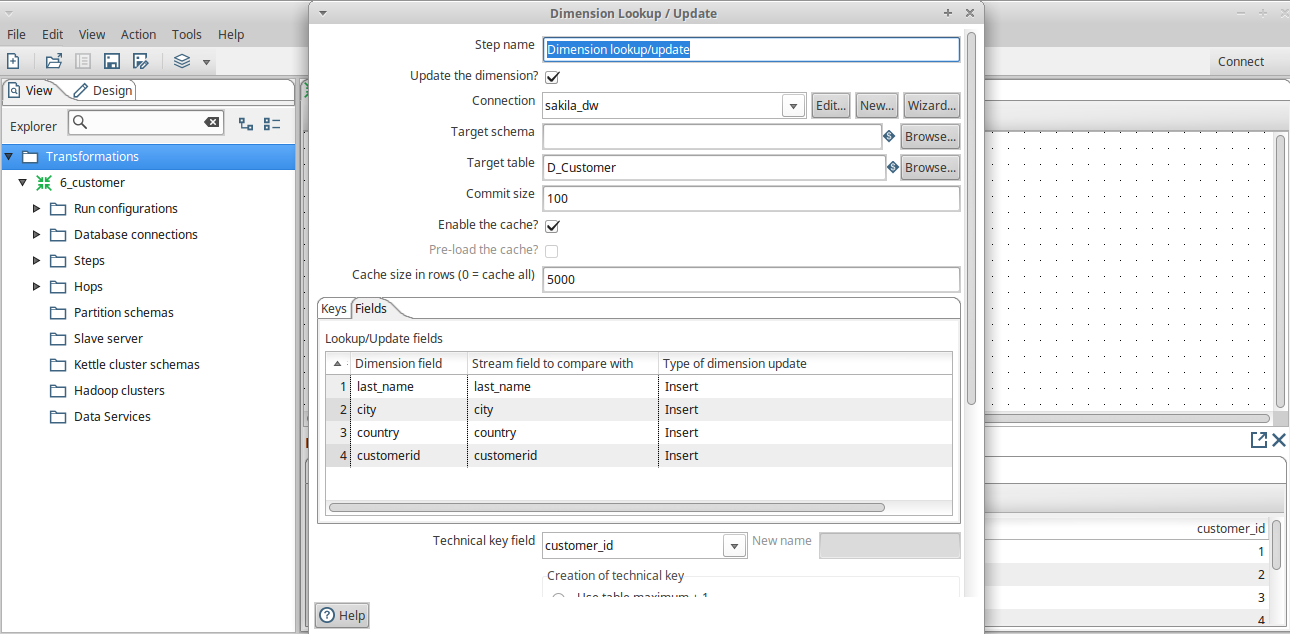 Dimension Lookup / Update
File Edit View Action Tools Help
Connect
View Design
Explorer
Transformations
6_customer
Run configurations
Database connections
Steps
Hops
Partition schemas
Slave server
Kettle cluster schemas
Hadoop clusters
Data Services
Step name Dimension lookup/update
Update the dimension?
Connection sakila_dw Edit... New... Wizard...
Target schema Browse...
Target table D_Customer Browse...
Commit size 100
Enable the cache?
Pre-load the cache?
Cache size in rows (0 = cache all) 5000
Keys Fields
Lookup/Update fields
Dimension field Stream field to compare with Type of dimension update
1 last_name last_name Insert
2 city city Insert
3 country country Insert
4 customerid customerid Insert
Technical key field customer_id New name
Creation of technical key
Use table maximum + 1
Help
customer_id
1
2
3
4